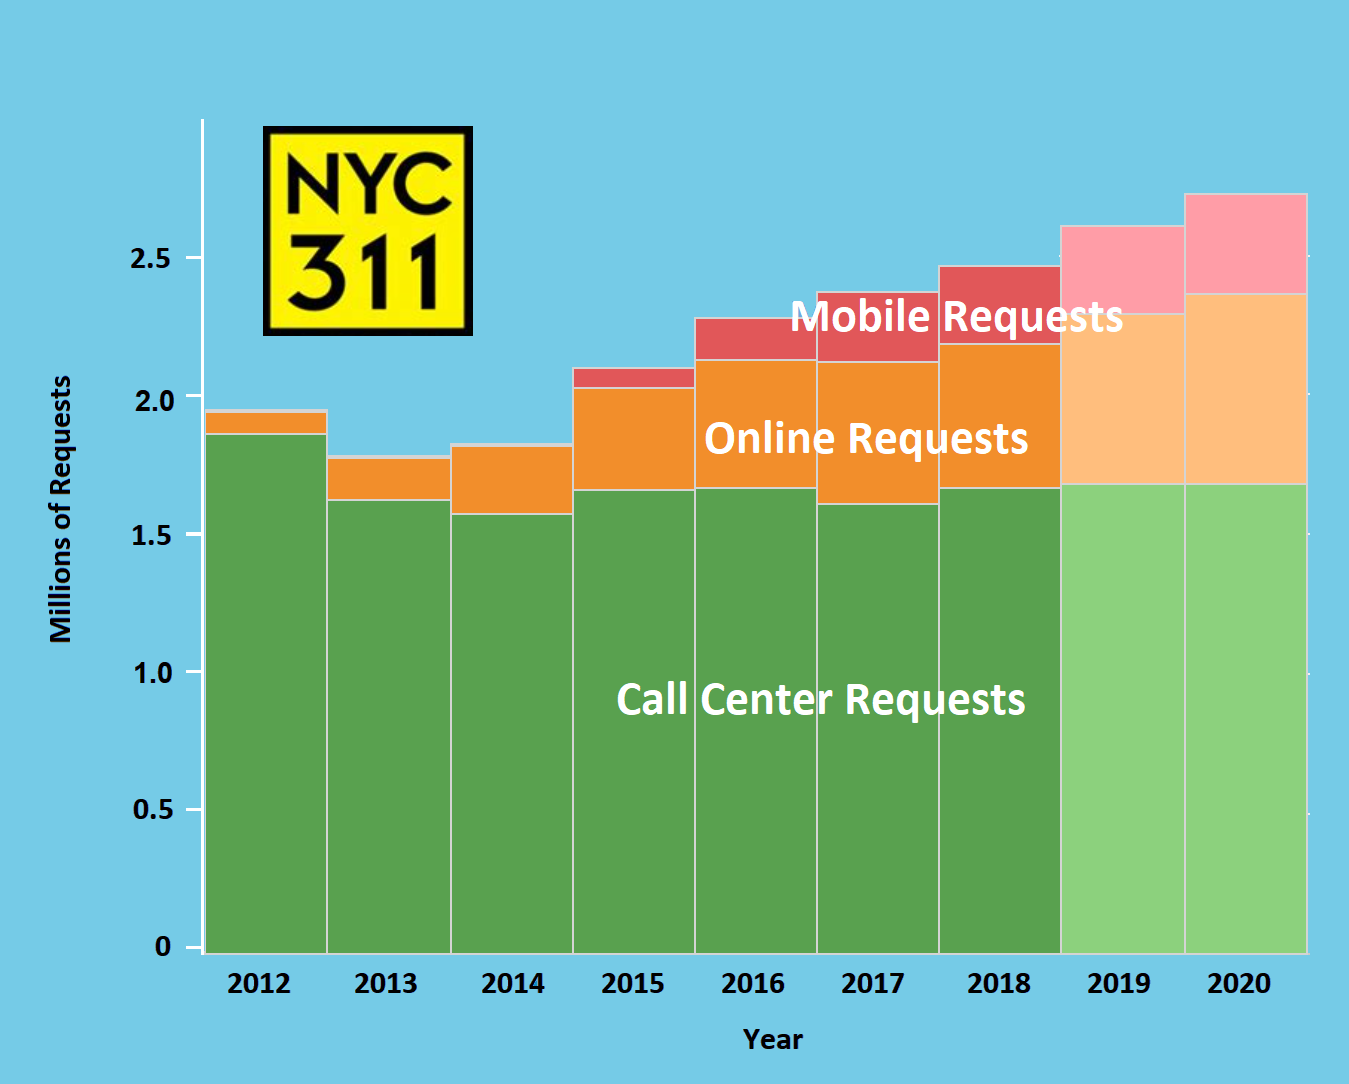 NYC
311
2.5
2.0
1.5
1.0
0.5
0
Millions of Requests
Mobile Requests
Online Requests
Call Center Requests
2012 2013 2014 2015 2016 2017 2018 2019 2020
Year